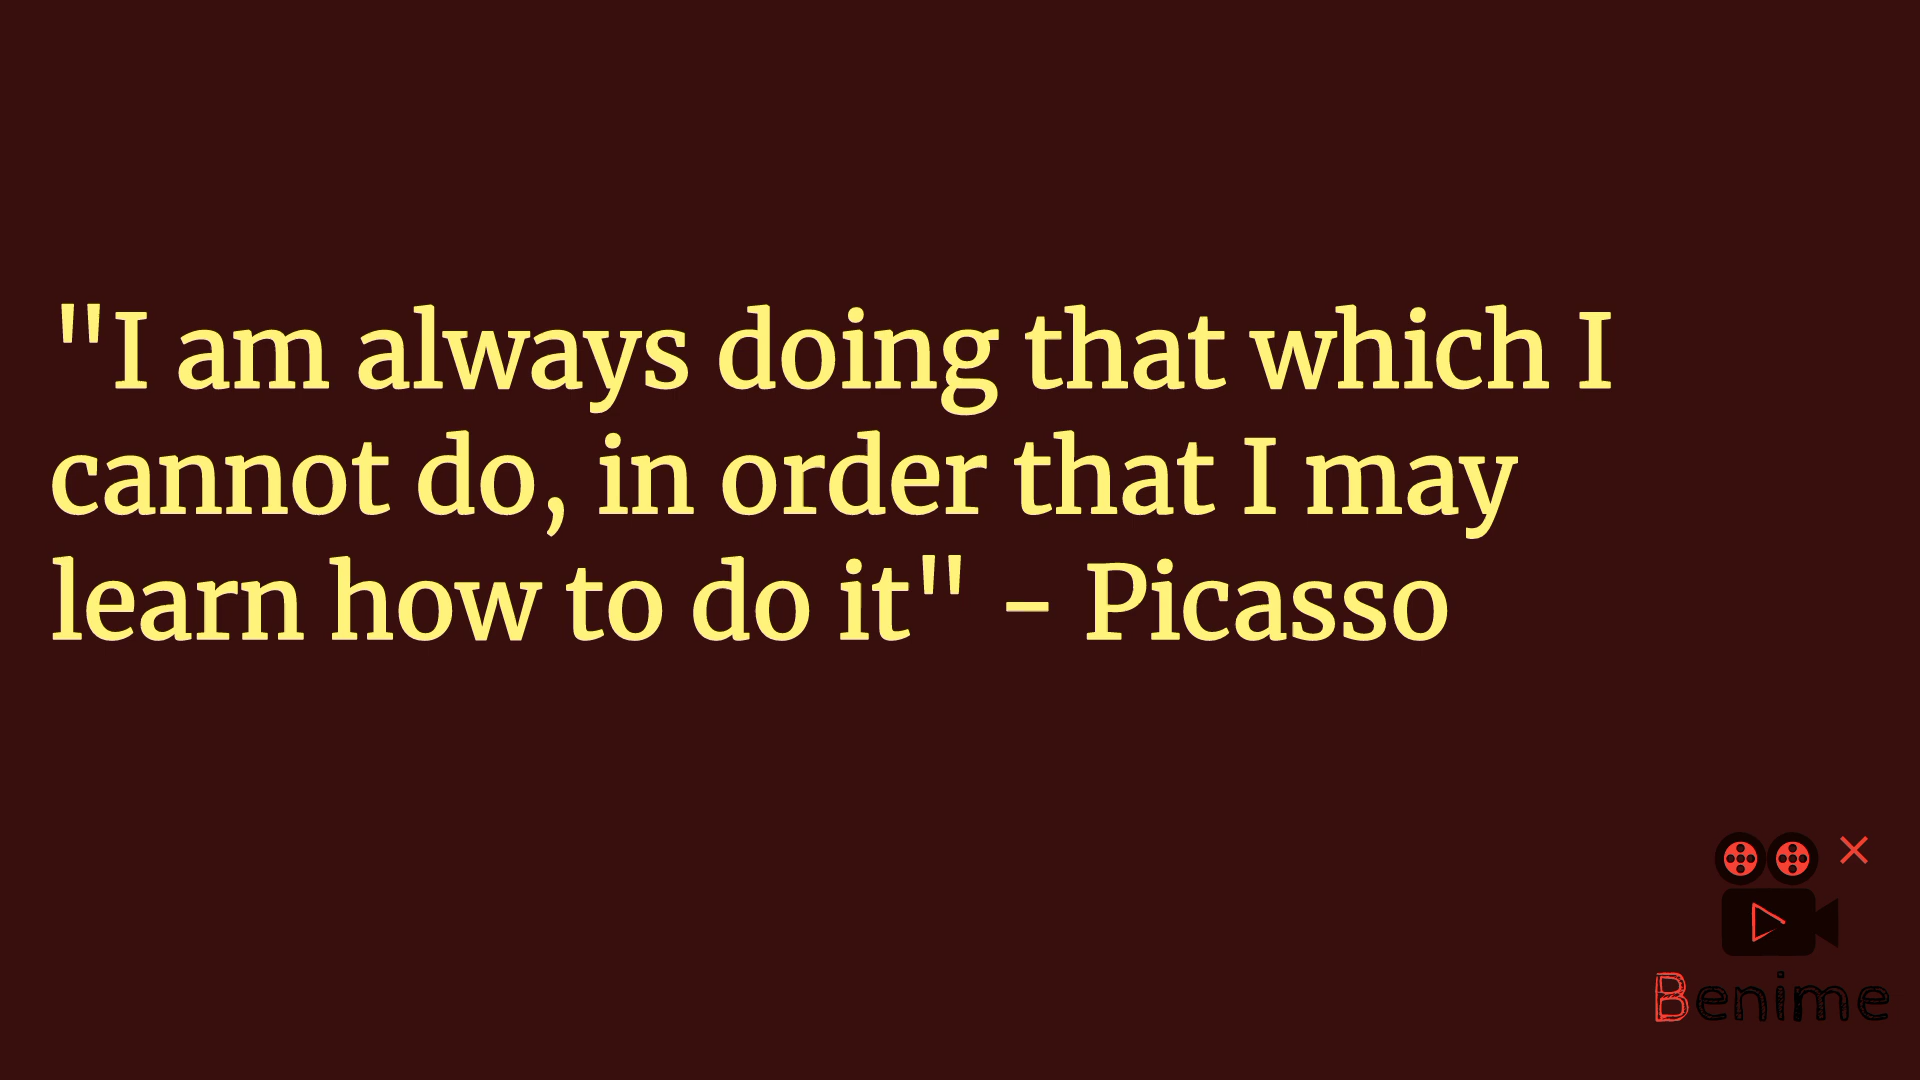 "I am always doing that which I
cannot do, in order that I may
learn how to do it" - Picasso
Benime